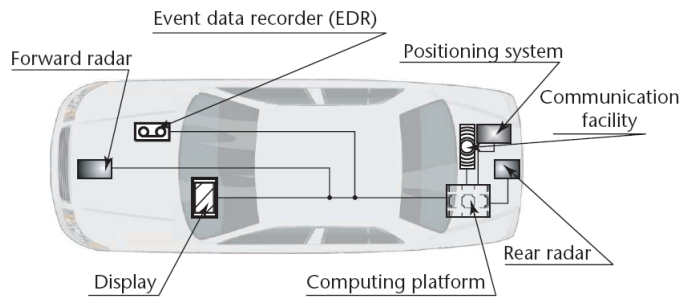 Event data recorder (EDR)
Forward radar
Positioning system
Communication
facility
Rear radar
Display
Computing platform